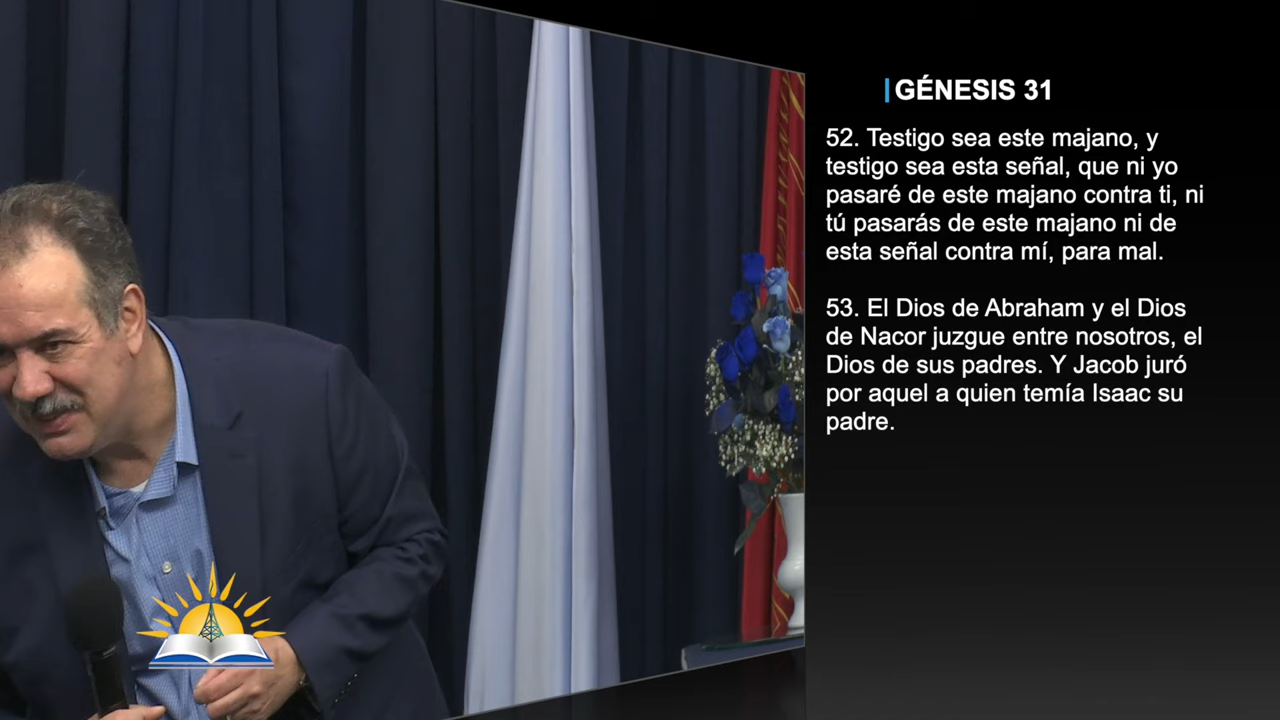 GÉNESIS 31
52. Testigo sea este majano, y
testigo sea esta señal, que ni yo
pasaré de este majano contra ti, ni
tú pasarás de este majano ni de
esta señal contra mí, para mal.
53. El Dios de Abraham y el Dios
de Nacor juzgue entre nosotros, el
Dios de sus padres. Y Jacob juró
por aquel a quien temía Isaac su
padre.